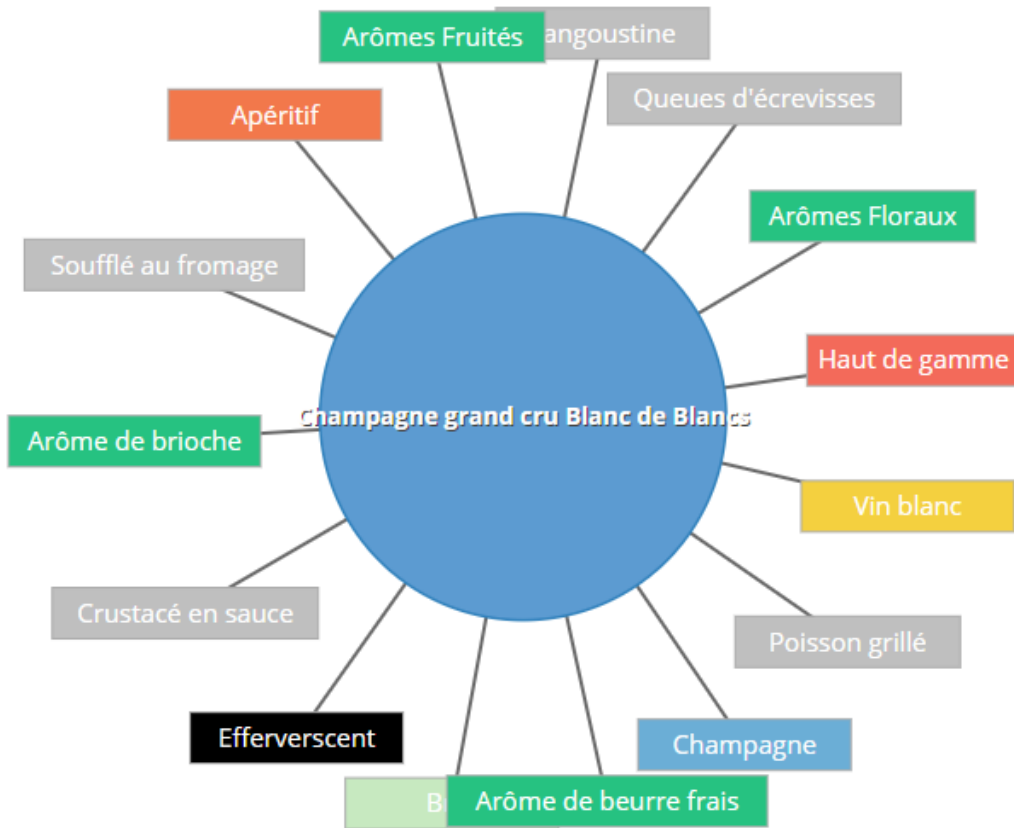 Arômes Fruités
angoustine
Queues d'écrevisses
Apéritif
Arômes Floraux
Soufflé au fromage
Haut de gamme
Champagne grand cru Blanc de Blancs
Arôme de brioche
Vin blanc
Crustacé en sauce
Poisson grillé
Efferverscent
Champagne
Arôme de beurre frais